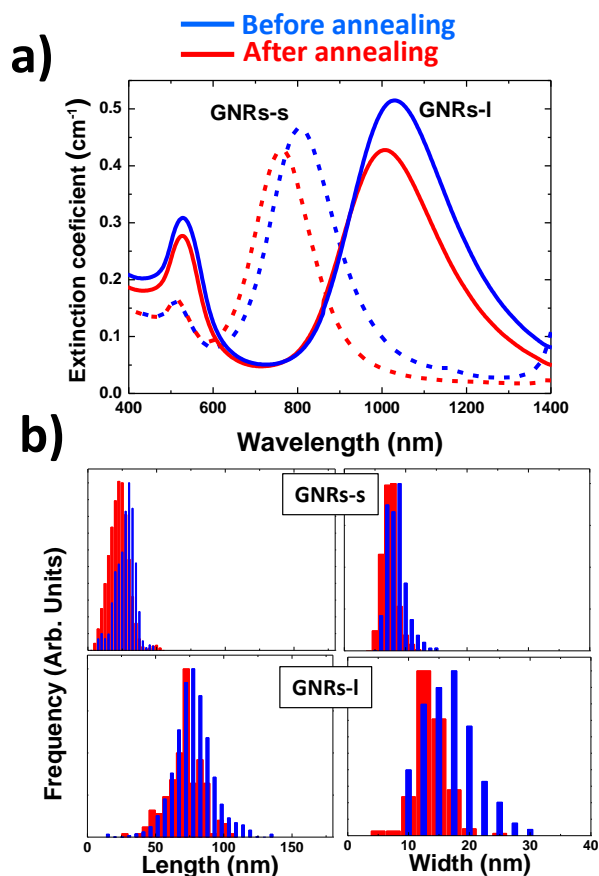 Before annealing
After annealing
a)
GNRs-s
GNRs-l
Extinction coeficient (cm⁻¹)
0.5
0.4
0.3
0.2
0.1
0.0
400 600 800 1000 1200 1400
Wavelength (nm)
b)
GNRs-s
GNRs-l
Frequency (Arb. Units)
0 50 100 150
0 10 20 30 40
Length (nm)
Width (nm)